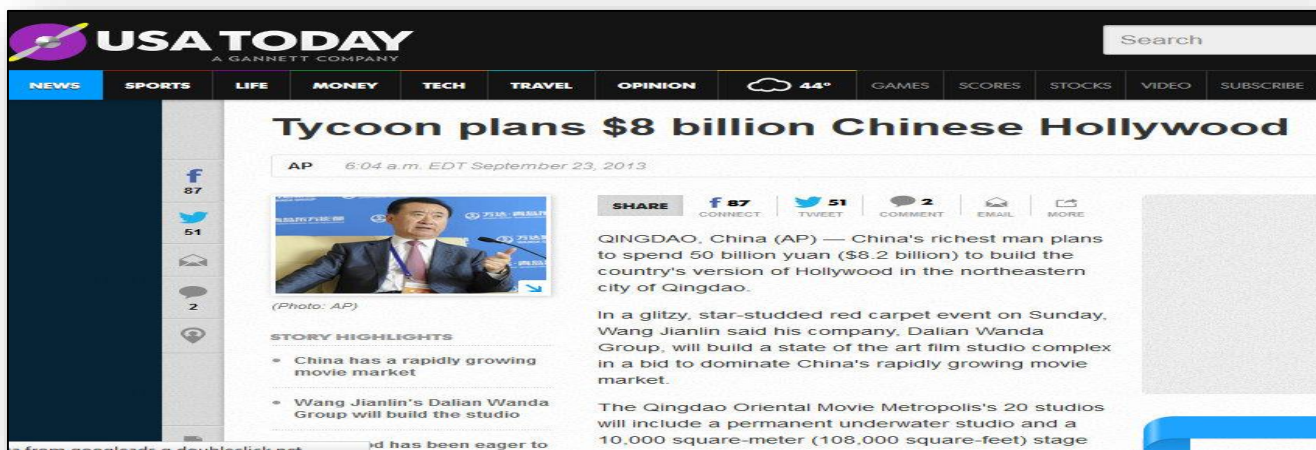 USA TODAY
A GANNETT COMPANY
Search
NEWS SPORTS LIFE MONEY TECH TRAVEL OPINION 44° GAMES SCORES STOCKS VIDEO SUBSCRIBE
Tycoon plans $8 billion Chinese Hollywood
AP 6:04 a.m. EDT September 23, 2013
f
87
51
2
(Photo: AP)
STORY HIGHLIGHTS
• China has a rapidly growing
movie market
• Wang Jianlin's Dalian Wanda
Group will build the studio
has been eager to
SHARE f 87 51 2
CONNECT TWEET COMMENT EMAIL MORE
QINGDAO, China (AP) — China's richest man plans
to spend 50 billion yuan ($8.2 billion) to build the
country's version of Hollywood in the northeastern
city of Qingdao.
In a glitzy, star-studded red carpet event on Sunday,
Wang Jianlin said his company, Dalian Wanda
Group, will build a state of the art film studio complex
in a bid to dominate China's rapidly growing movie
market.
The Qingdao Oriental Movie Metropolis's 20 studios
will include a permanent underwater studio and a
10,000 square-meter (108,000 square-feet) stage